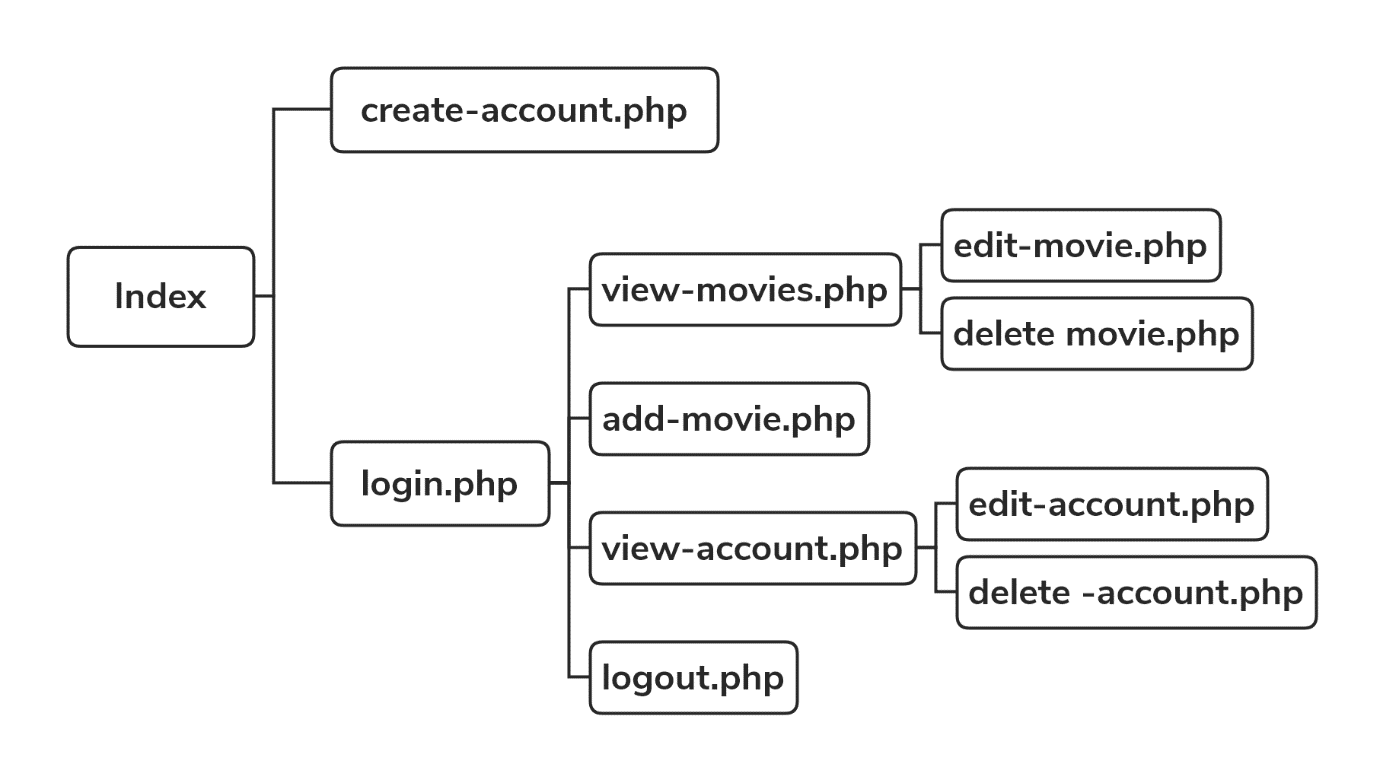 Index
create-account.php
login.php
view-movies.php
edit-movie.php
delete movie.php
add-movie.php
view-account.php
edit-account.php
delete -account.php
logout.php